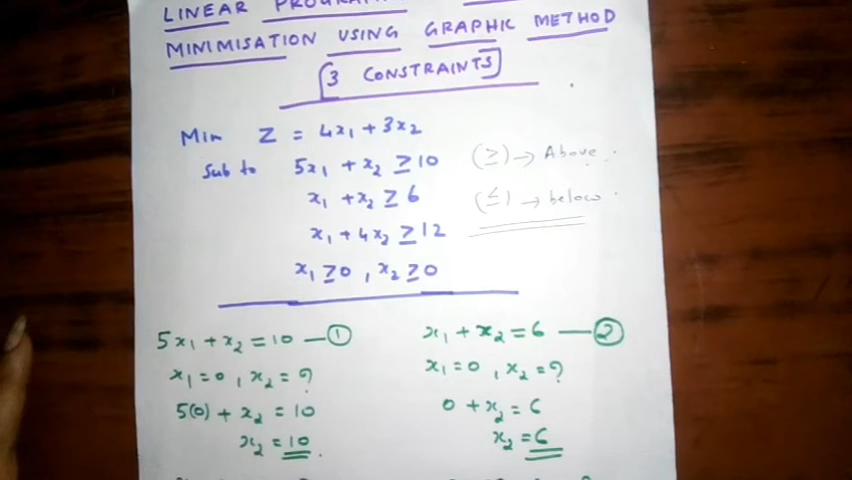 LINEAR
MINIMISATION USING GRAPHIC METHOD
[3 CONSTRAINTS]
Min Z = 4x₁ + 3x₂
Sub to 5x₁ + x₂ ≥ 10 (≥) → Above
x₁ + x₂ ≥ 6 (≤) → below
x₁ + 4x₂ ≥ 12
x₁ ≥ 0, x₂ ≥ 0
5x₁ + x₂ = 10 — ① x₁ + x₂ = 6 — ②
x₁ = 0, x₂ = ? x₁ = 0, x₂ = ?
5(0) + x₂ = 10 0 + x₂ = 6
x₂ = 10 x₂ = 6